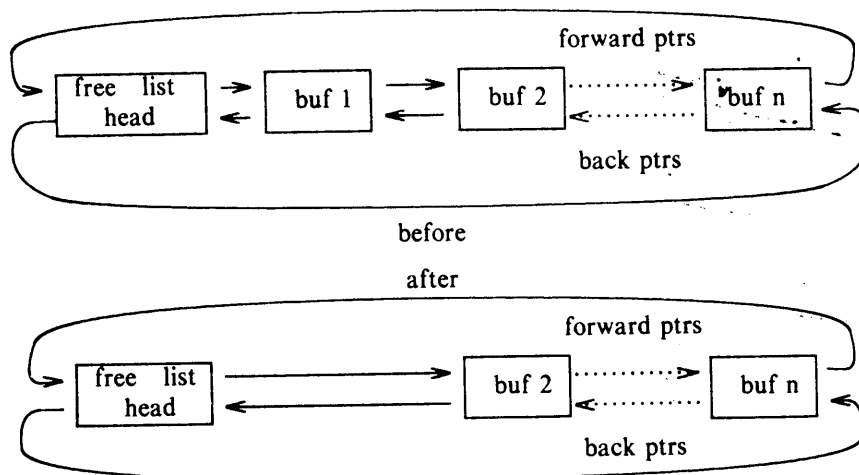 forward ptrs
free list
head
buf 1
buf 2
buf n
back ptrs
before
after
forward ptrs
free list
head
buf 2
buf n
back ptrs